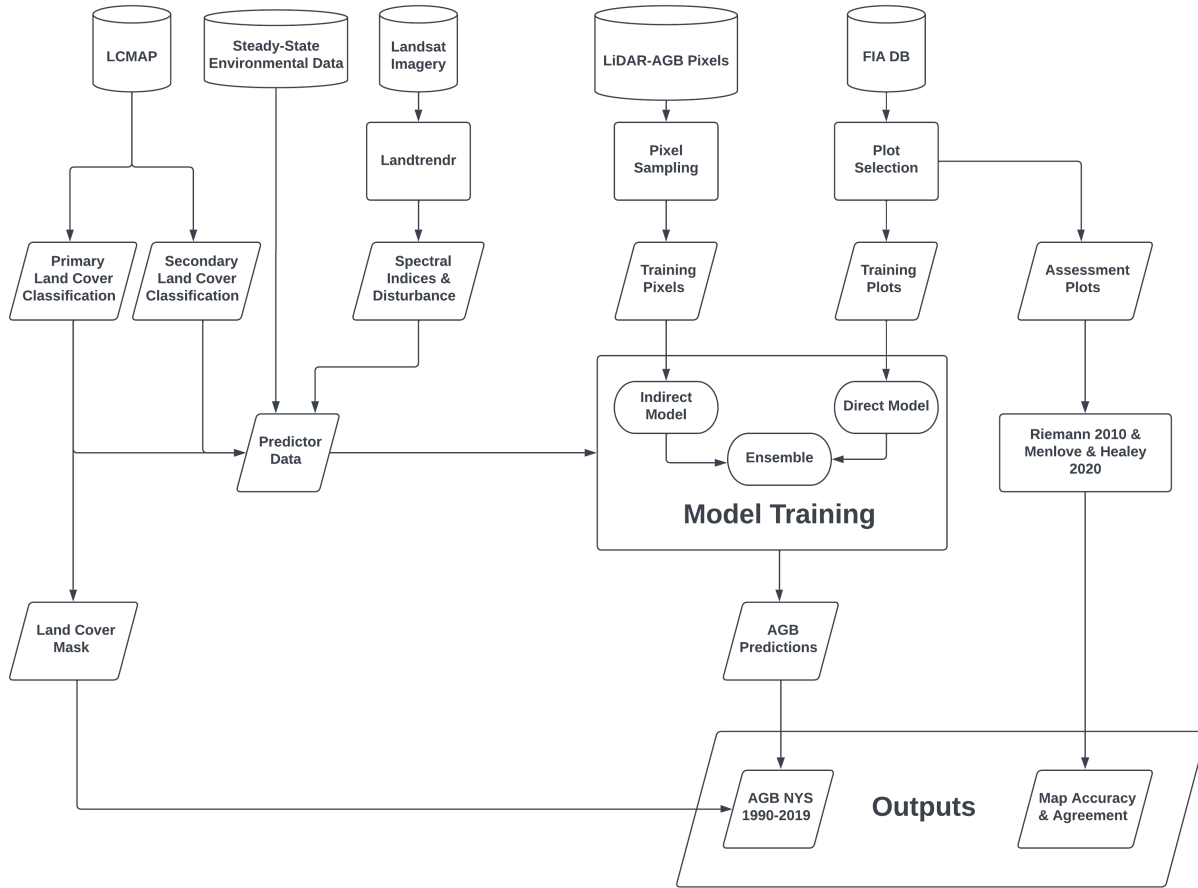 LCMAP
Steady-State
Environmental Data
Landsat
Imagery
LiDAR-AGB Pixels
FIA DB
Landtrendr
Pixel
Sampling
Plot
Selection
Primary
Land Cover
Classification
Secondary
Land Cover
Classification
Spectral
Indices &
Disturbance
Training
Pixels
Training
Plots
Assessment
Plots
Indirect
Model
Direct Model
Ensemble
Model Training
Predictor
Data
Riemann 2010 &
Menlove & Healey
2020
Land Cover
Mask
AGB
Predictions
AGB NYS
1990-2019
Outputs
Map Accuracy
& Agreement